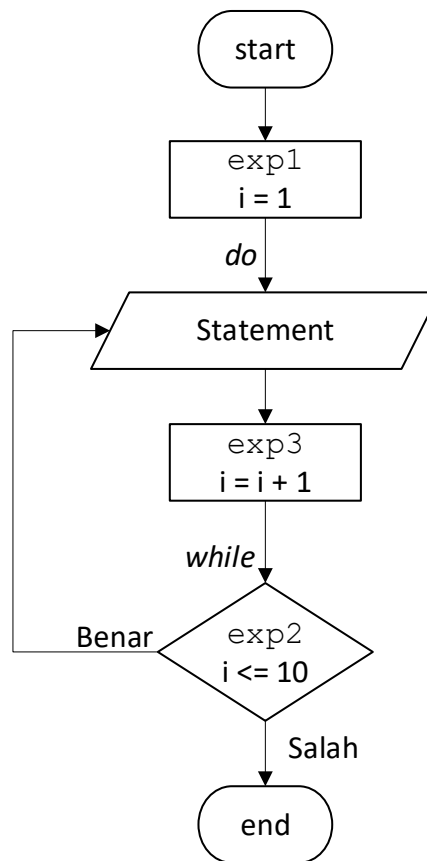 start
exp1
i = 1
do
Statement
exp3
i = i + 1
while
Benar
exp2
i <= 10
Salah
end